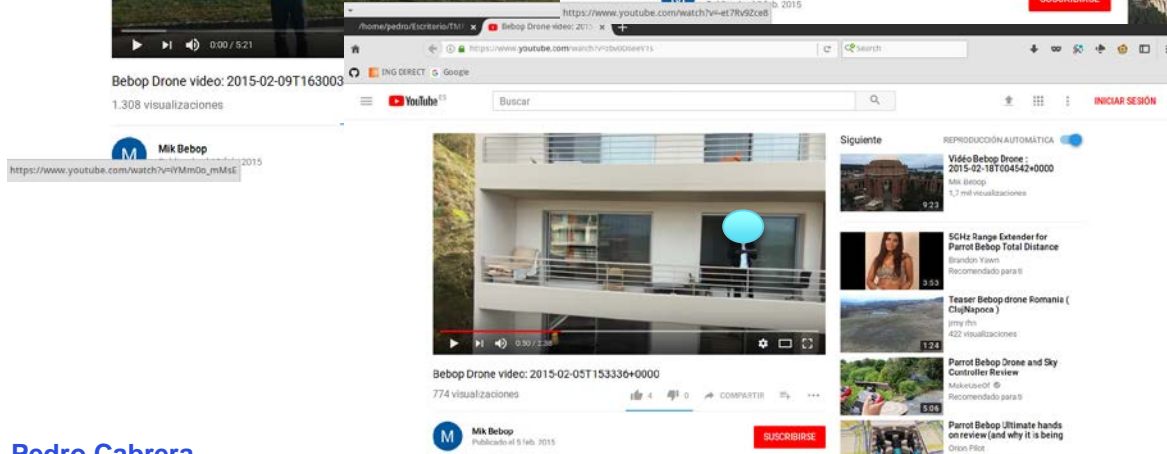 https://www.youtube.com/watch?v=-et7Rv9Zce8
b. 2015
SUSCRIBIRSE
0:00 / 5:21
Bebop Drone video: 2015-02-09T163003
1.308 visualizaciones
Mik Bebop
2015
https://www.youtube.com/watch?v=iYMm0o_mMsE
/home/pedro/Escritorio/TM
Bebop Drone video: 201
Search
ING DIRECT
Google
YouTube ES
Buscar
INICIAR SESIÓN
0:50 / 2:38
Bebop Drone video: 2015-02-05T153336+0000
774 visualizaciones
4
0
COMPARTIR
Mik Bebop
Publicado el 5 feb. 2015
SUSCRIBIRSE
Siguiente
REPRODUCCIÓN AUTOMÁTICA
Vidéo Bebop Drone :
2015-02-18T004542+0000
Mik Bebop
1,7 mil visualizaciones
9:23
5GHz Range Extender for
Parrot Bebop Total Distance
Brandon Yawn
Recomendado para ti
3:53
Teaser Bebop drone Romania (
ClujNapoca )
jrmy rhn
422 visualizaciones
1:24
Parrot Bebop Drone and Sky
Controller Review
MakeUseOf
Recomendado para ti
5:06
Parrot Bebop Ultimate hands
on review (and why it is being
Orion Pilot
Pedro Cabrera